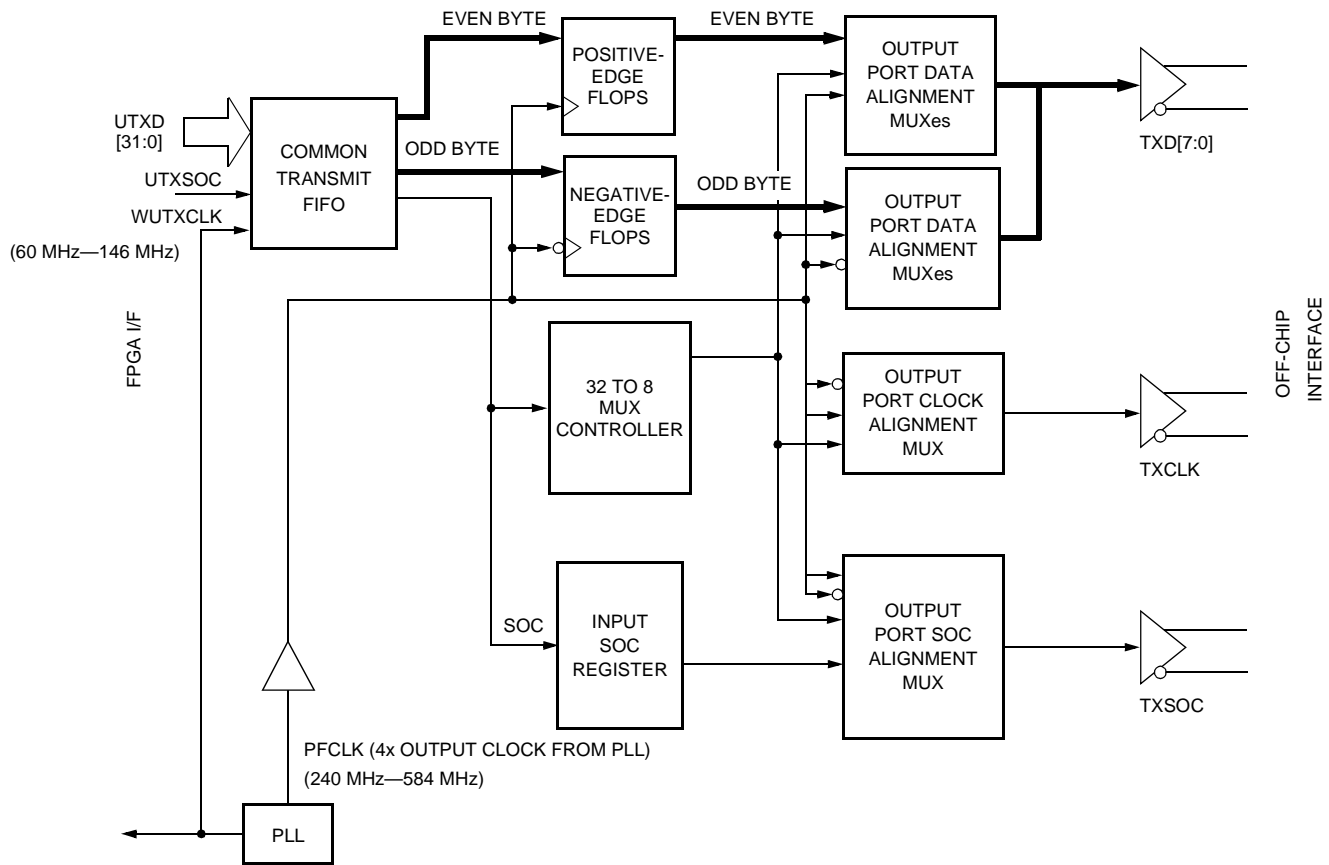 EVEN BYTE
EVEN BYTE
POSITIVE-
EDGE
FLOPS
OUTPUT
PORT DATA
ALIGNMENT
MUXes
UTXD
[31:0]
COMMON
TRANSMIT
FIFO
ODD BYTE
TXD[7:0]
UTXSOC
WUTXCLK
(60 MHz—146 MHz)
NEGATIVE-
EDGE
FLOPS
ODD BYTE
OUTPUT
PORT DATA
ALIGNMENT
MUXes
FPGA I/F
OFF-CHIP
INTERFACE
32 TO 8
MUX
CONTROLLER
OUTPUT
PORT CLOCK
ALIGNMENT
MUX
TXCLK
SOC
INPUT
SOC
REGISTER
OUTPUT
PORT SOC
ALIGNMENT
MUX
TXSOC
PFCLK (4x OUTPUT CLOCK FROM PLL)
(240 MHz—584 MHz)
PLL